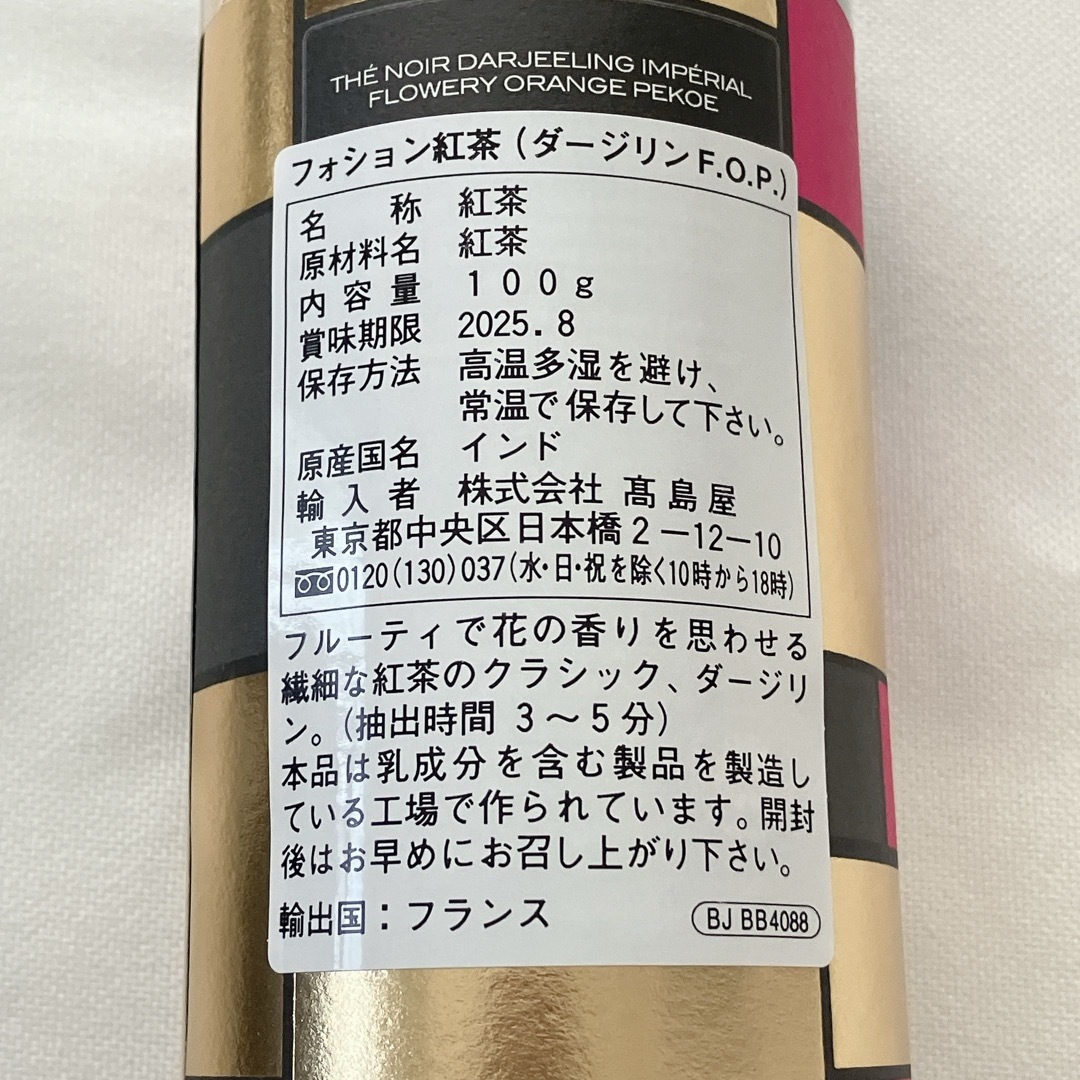 THÉ NOIR DARJEELING IMPÉRIAL
FLOWERY ORANGE PEKOE
フォション紅茶(ダージリンF.O.P.)
名称 紅茶
原材料名 紅茶
内容量 100g
賞味期限 2025.8
保存方法 高温多湿を避け、
常温で保存して下さい。
原産国名 インド
輸入者 株式会社 髙島屋
東京都中央区日本橋2-12-10
0120(130)037(水・日・祝を除く10時から18時)
フルーティで花の香りを思わせる
繊細な紅茶のクラシック、ダージリ
ン。(抽出時間 3~5分)
本品は乳成分を含む製品を製造し
ている工場で作られています。開封
後はお早めにお召し上がり下さい。
輸出国:フランス
BJ BB4088